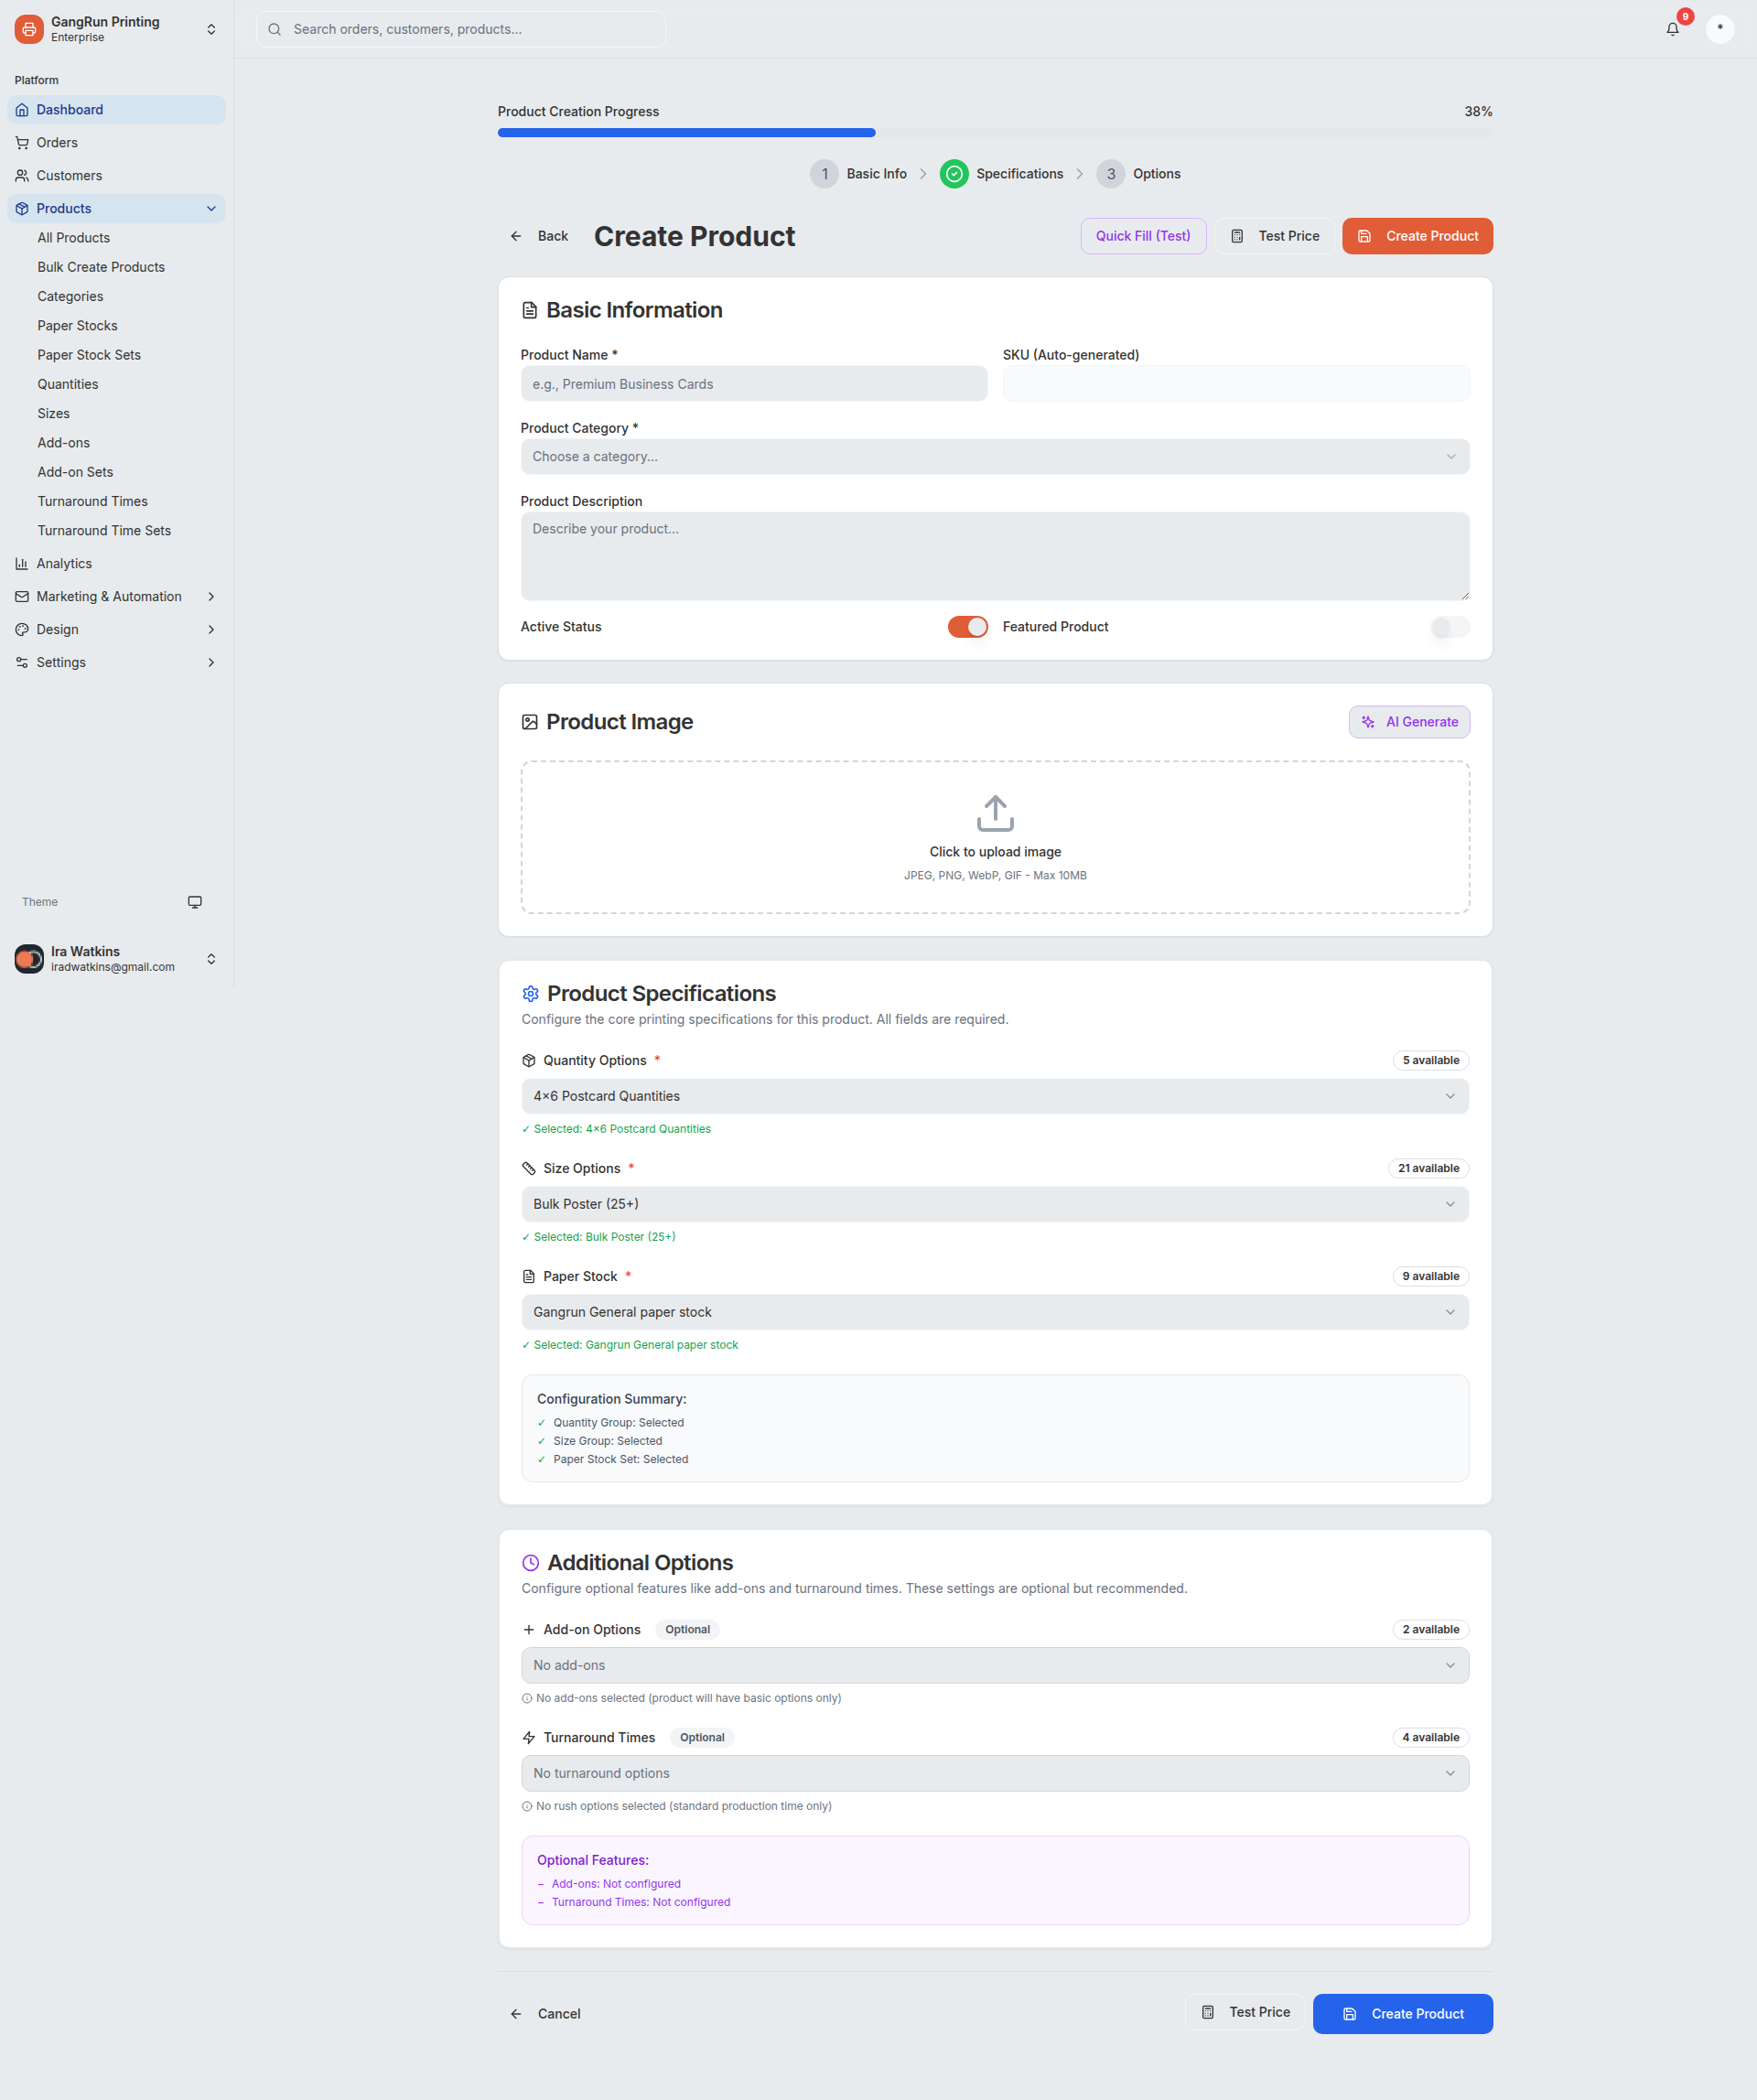 GangRun Printing
Enterprise
Search orders, customers, products...
9
*
Platform
Dashboard
Orders
Customers
Products
All Products
Bulk Create Products
Categories
Paper Stocks
Paper Stock Sets
Quantities
Sizes
Add-ons
Add-on Sets
Turnaround Times
Turnaround Time Sets
Analytics
Marketing & Automation
Design
Settings
Theme
Ira Watkins
iradwatkins@gmail.com
Product Creation Progress 38%
1 Basic Info Specifications 3 Options
Back Create Product Quick Fill (Test) Test Price Create Product
Basic Information
Product Name * SKU (Auto-generated)
e.g., Premium Business Cards
Product Category *
Choose a category...
Product Description
Describe your product...
Active Status Featured Product
Product Image AI Generate
Click to upload image
JPEG, PNG, WebP, GIF - Max 10MB
Product Specifications
Configure the core printing specifications for this product. All fields are required.
Quantity Options * 5 available
4×6 Postcard Quantities
✓ Selected: 4×6 Postcard Quantities
Size Options * 21 available
Bulk Poster (25+)
✓ Selected: Bulk Poster (25+)
Paper Stock * 9 available
Gangrun General paper stock
✓ Selected: Gangrun General paper stock
Configuration Summary:
✓ Quantity Group: Selected
✓ Size Group: Selected
✓ Paper Stock Set: Selected
Additional Options
Configure optional features like add-ons and turnaround times. These settings are optional but recommended.
Add-on Options Optional 2 available
No add-ons
No add-ons selected (product will have basic options only)
Turnaround Times Optional 4 available
No turnaround options
No rush options selected (standard production time only)
Optional Features:
− Add-ons: Not configured
− Turnaround Times: Not configured
Cancel Test Price Create Product